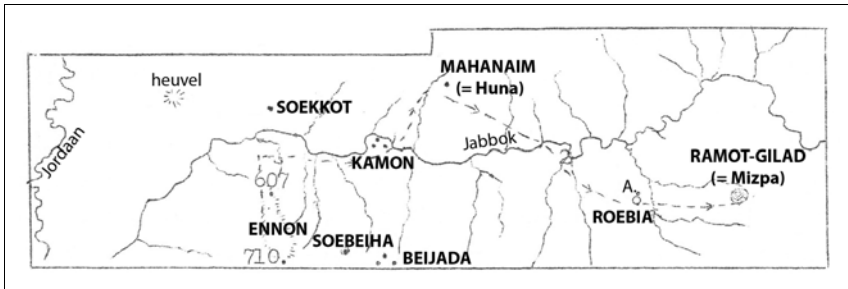 MAHANAIM
(= Huna)
heuvel
SOEKKOT
Jordaan
Jabbok
KAMON
RAMOT-GILAD
(= Mizpa)
607
A.
ROEBIA
ENNON
SOEBEIHA
710
BEIJADA